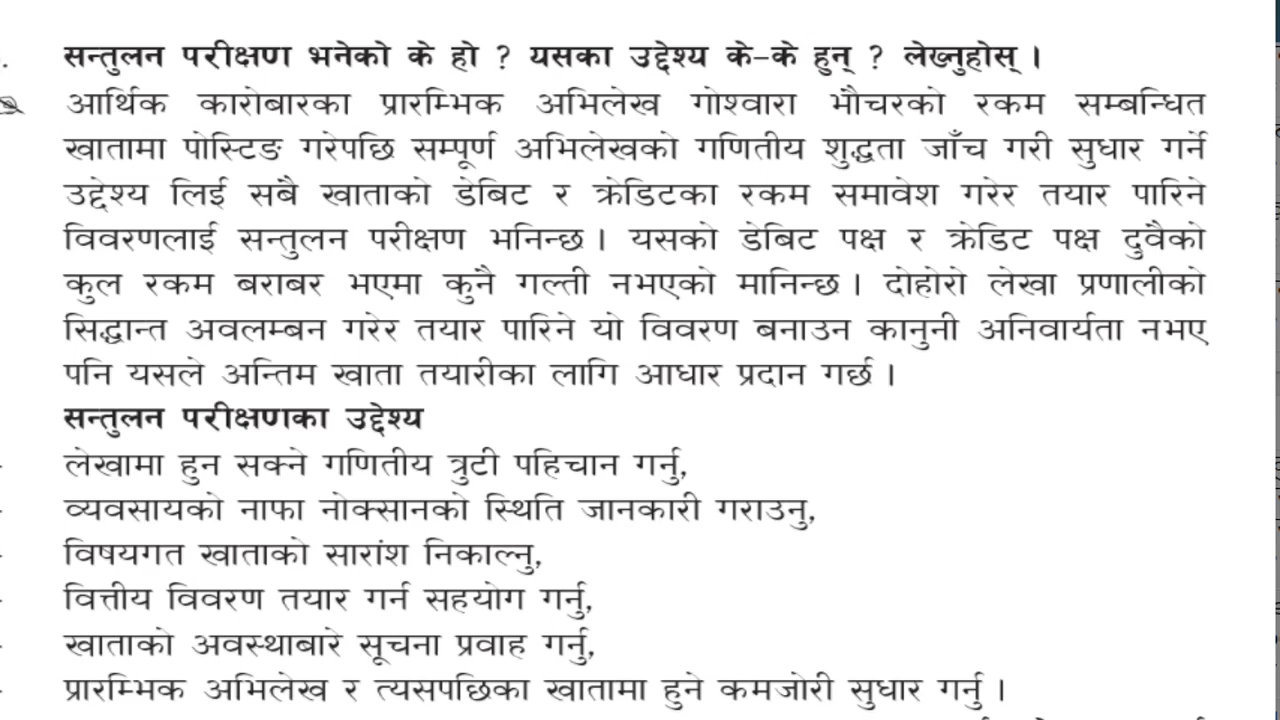 सन्तुलन परीक्षण भनेको के हो ? यसका उद्देश्य के-के हुन् ? लेख्नुहोस् ।
आर्थिक कारोबारका प्रारम्भिक अभिलेख गोश्वारा भौचरको रकम सम्बन्धित
खातामा पोस्टिङ गरेपछि सम्पूर्ण अभिलेखको गणितीय शुद्धता जाँच गरी सुधार गर्ने
उद्देश्य लिई सबै खाताको डेबिट र क्रेडिटका रकम समावेश गरेर तयार पारिने
विवरणलाई सन्तुलन परीक्षण भनिन्छ । यसको डेबिट पक्ष र क्रेडिट पक्ष दुवैको
कुल रकम बराबर भएमा कुनै गल्ती नभएको मानिन्छ । दोहोरो लेखा प्रणालीको
सिद्धान्त अवलम्बन गरेर तयार पारिने यो विवरण बनाउन कानुनी अनिवार्यता नभए
पनि यसले अन्तिम खाता तयारीका लागि आधार प्रदान गर्छ ।
सन्तुलन परीक्षणका उद्देश्य
- लेखामा हुन सक्ने गणितीय त्रुटी पहिचान गर्नु,
- व्यवसायको नाफा नोक्सानको स्थिति जानकारी गराउनु,
- विषयगत खाताको सारांश निकाल्नु,
- वित्तीय विवरण तयार गर्न सहयोग गर्नु,
- खाताको अवस्थाबारे सूचना प्रवाह गर्नु,
- प्रारम्भिक अभिलेख र त्यसपछिका खातामा हुने कमजोरी सुधार गर्नु ।